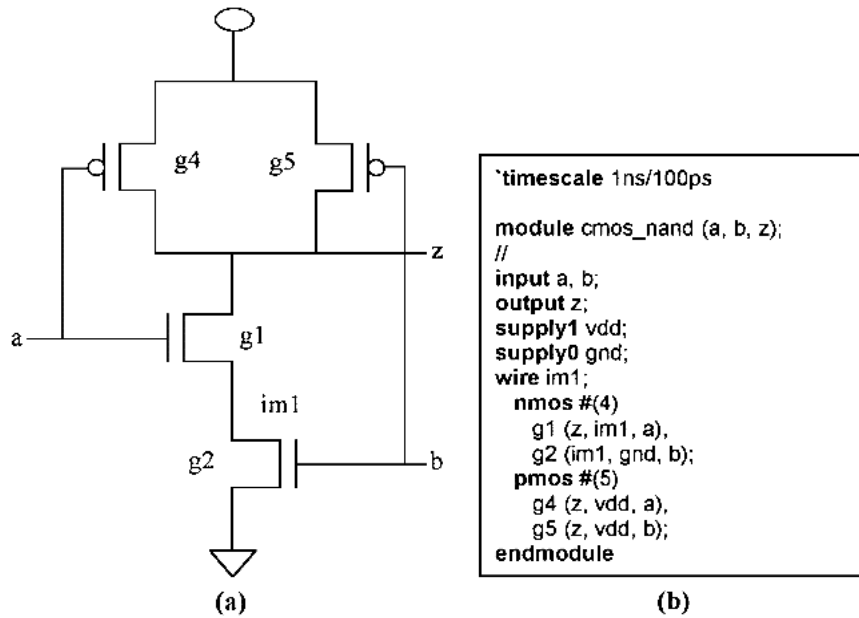 g4
g5
z
a
g1
im1
g2
b
(a)
`timescale 1ns/100ps
module cmos_nand (a, b, z);
//
input a, b;
output z;
supply1 vdd;
supply0 gnd;
wire im1;
nmos #(4)
g1 (z, im1, a),
g2 (im1, gnd, b);
pmos #(5)
g4 (z, vdd, a),
g5 (z, vdd, b);
endmodule
(b)